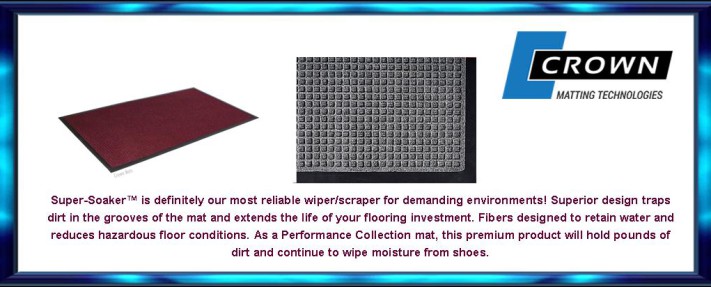 CROWN
MATTING TECHNOLOGIES
Super-Soaker™ is definitely our most reliable wiper/scraper for demanding environments! Superior design traps
dirt in the grooves of the mat and extends the life of your flooring investment. Fibers designed to retain water and
reduces hazardous floor conditions. As a Performance Collection mat, this premium product will hold pounds of
dirt and continue to wipe moisture from shoes.